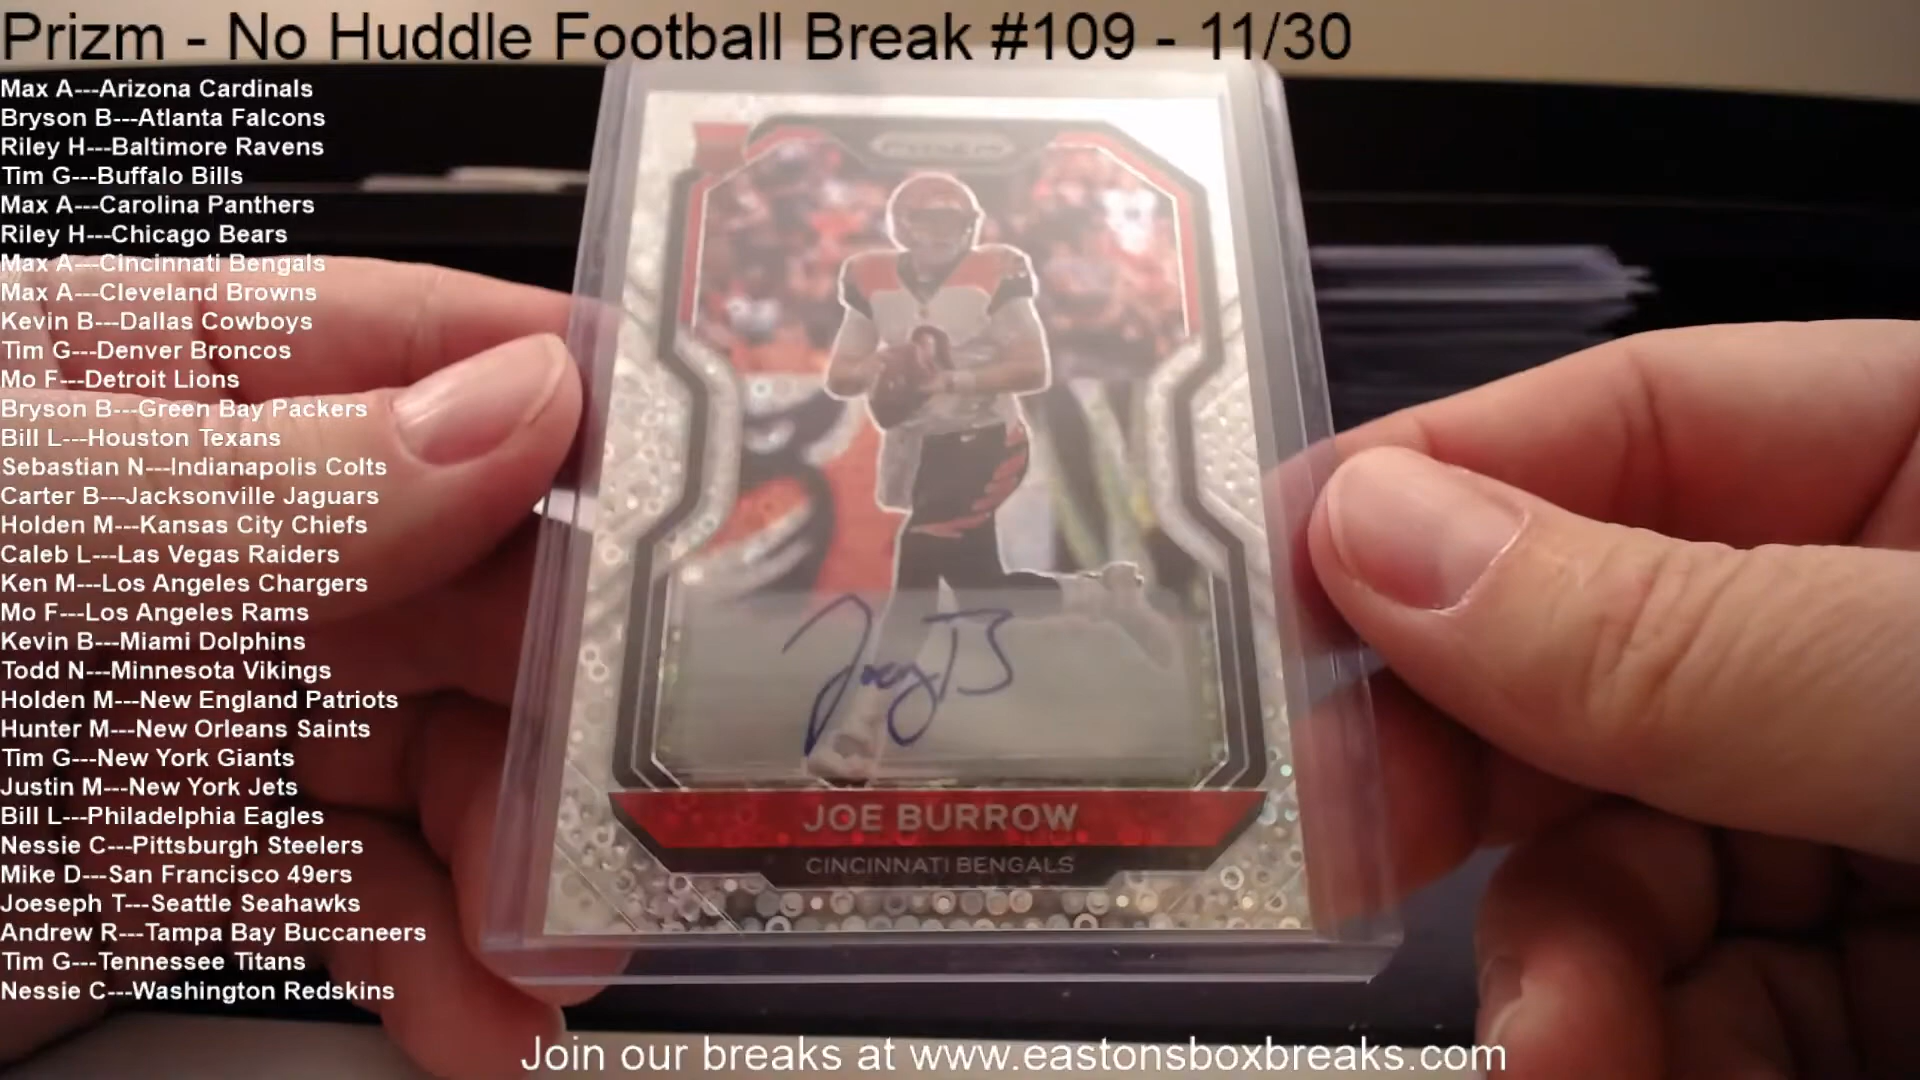 Prizm - No Huddle Football Break #109 - 11/30
Max A---Arizona Cardinals
Bryson B---Atlanta Falcons
Riley H---Baltimore Ravens
Tim G---Buffalo Bills
Max A---Carolina Panthers
Riley H---Chicago Bears
Max A---CIncinnati Bengals
Max A---Cleveland Browns
Kevin B---Dallas Cowboys
Tim G---Denver Broncos
Mo F---Detroit Lions
Bryson B---Green Bay Packers
Bill L---Houston Texans
Sebastian N---Indianapolis Colts
Carter B---Jacksonville Jaguars
Holden M---Kansas City Chiefs
Caleb L---Las Vegas Raiders
Ken M---Los Angeles Chargers
Mo F---Los Angeles Rams
Kevin B---Miami Dolphins
Todd N---Minnesota Vikings
Holden M---New England Patriots
Hunter M---New Orleans Saints
Tim G---New York Giants
Justin M---New York Jets
Bill L---Philadelphia Eagles
Nessie C---Pittsburgh Steelers
Mike D---San Francisco 49ers
Joeseph T---Seattle Seahawks
Andrew R---Tampa Bay Buccaneers
Tim G---Tennessee Titans
Nessie C---Washington Redskins
PRIZM
Joey B
JOE BURROW
CINCINNATI BENGALS
Join our breaks at www.eastonsboxbreaks.com